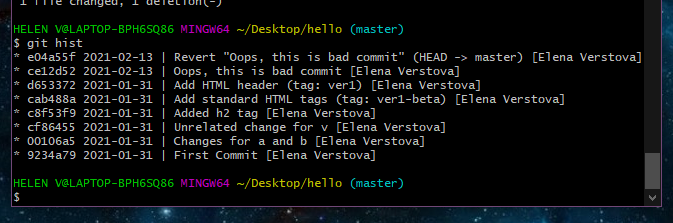 1 file changed, 1 deletion(-)
HELEN V@LAPTOP-BPH6SQ86 MINGW64 ~/Desktop/hello (master)
$ git hist
* e04a55f 2021-02-13 | Revert "Oops, this is bad commit" (HEAD -> master) [Elena Verstova]
* ce12d52 2021-02-13 | Oops, this is bad commit [Elena Verstova]
* d653372 2021-01-31 | Add HTML header (tag: ver1) [Elena Verstova]
* cab488a 2021-01-31 | Add standard HTML tags (tag: ver1-beta) [Elena Verstova]
* c8f53f9 2021-01-31 | Added h2 tag [Elena Verstova]
* cf86455 2021-01-31 | Unrelated change for v [Elena Verstova]
* 00106a5 2021-01-31 | Changes for a and b [Elena Verstova]
* 9234a79 2021-01-31 | First Commit [Elena Verstova]
HELEN V@LAPTOP-BPH6SQ86 MINGW64 ~/Desktop/hello (master)
$